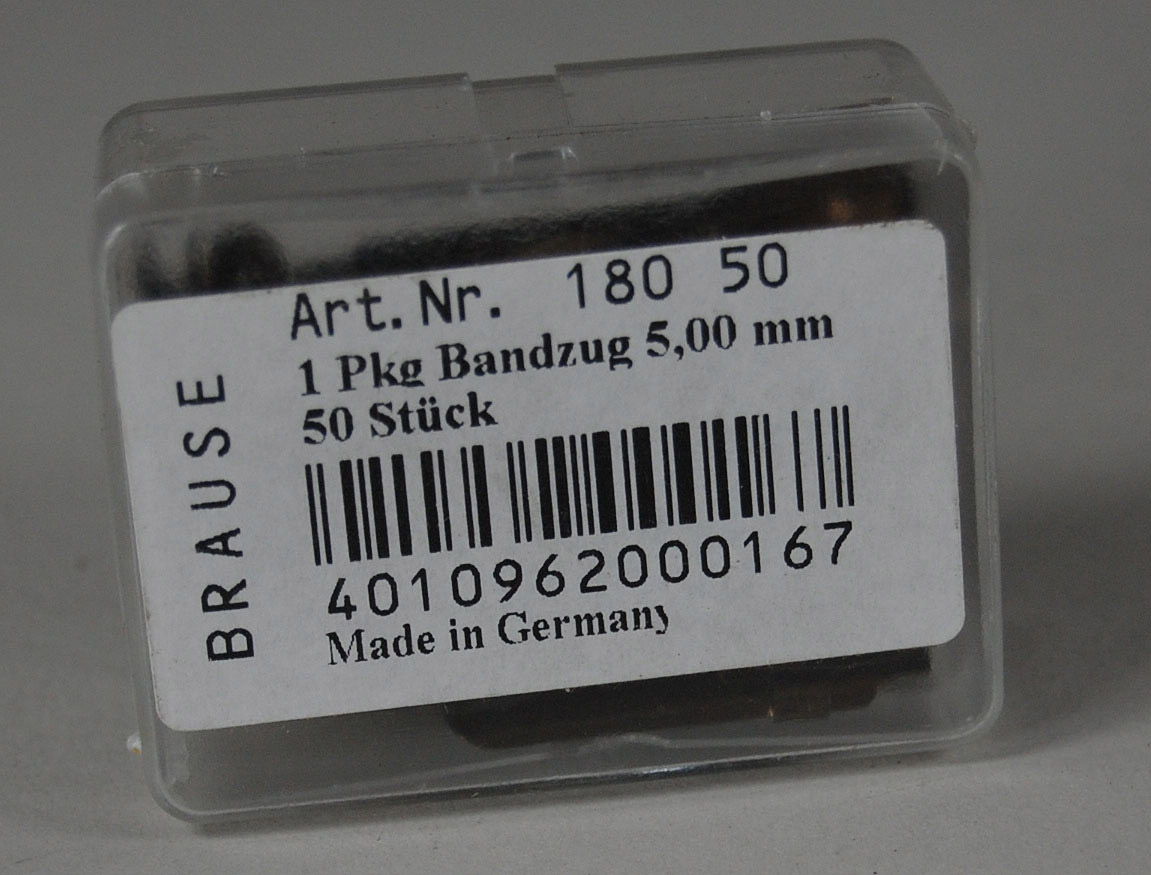 BRAUSE
Art.Nr. 180 50
1 Pkg Bandzug 5,00 mm
50 Stück
4010962000167
Made in Germany